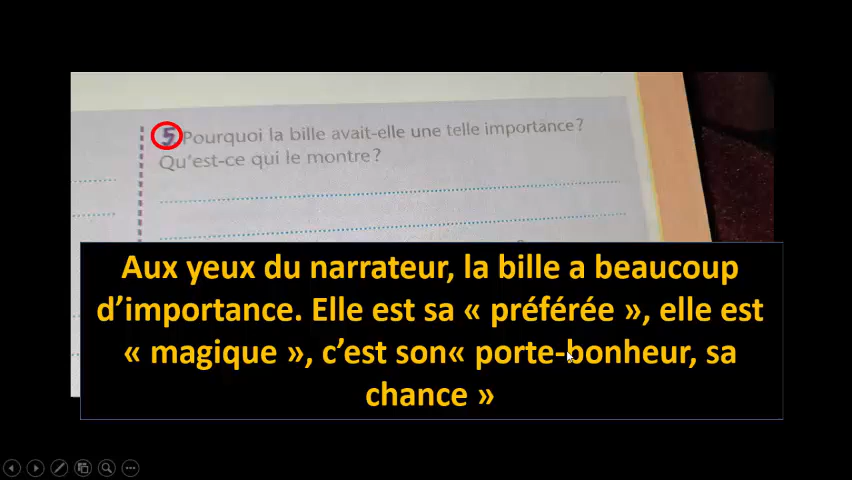 5 Pourquoi la bille avait-elle une telle importance ?
Qu'est-ce qui le montre ?
Aux yeux du narrateur, la bille a beaucoup
d’importance. Elle est sa « préférée », elle est
« magique », c’est son« porte-bonheur, sa
chance »